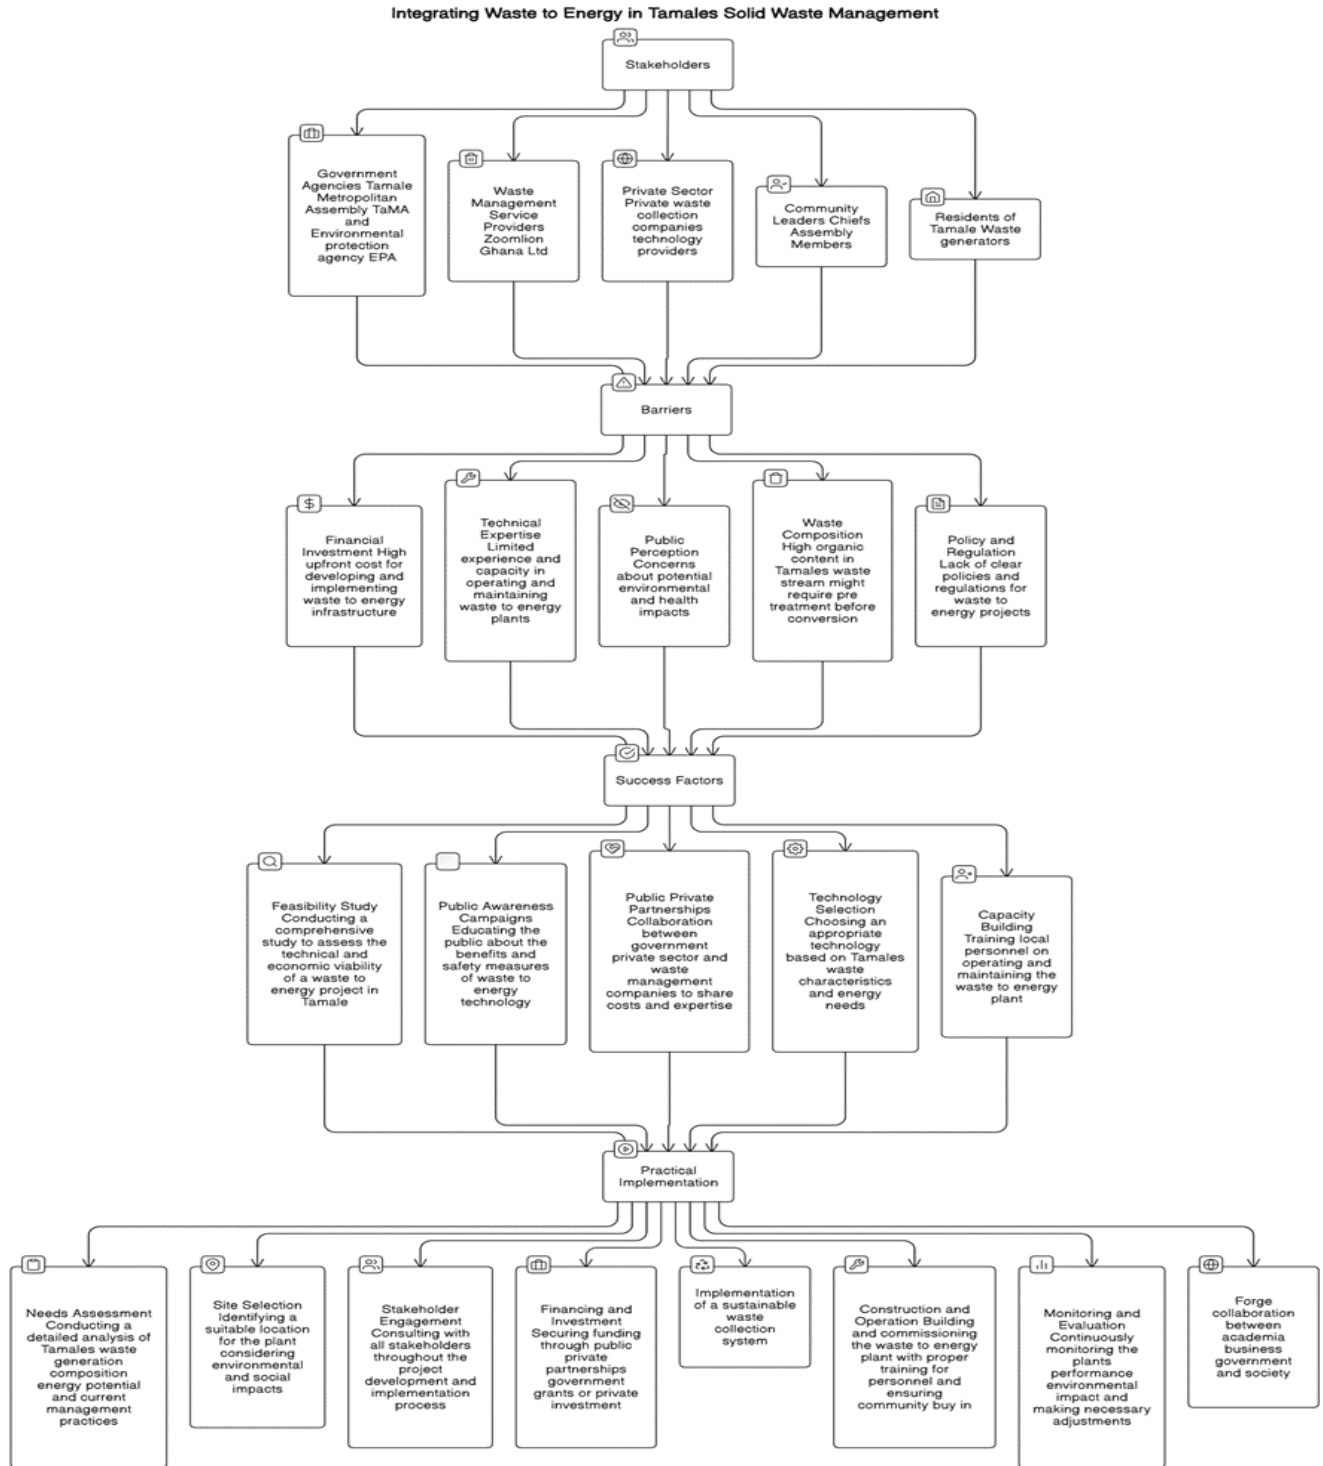 Integrating Waste to Energy in Tamales Solid Waste Management
Stakeholders
Government
Agencies Tamale
Metropolitan
Assembly TaMA
and
Environmental
protection
agency EPA
Waste
Management
Service
Providers
Zoomlion
Ghana Ltd
Private Sector
Private waste
collection
companies
technology
providers
Community
Leaders Chiefs
Assembly
Members
Residents of
Tamale Waste
generators
Barriers
Financial
Investment High
upfront cost for
developing and
implementing
waste to energy
infrastructure
Technical
Expertise
Limited
experience and
capacity in
operating and
maintaining
waste to energy
plants
Public
Perception
Concerns
about potential
environmental
and health
impacts
Waste
Composition
High organic
content in
Tamales waste
stream might
require pre
treatment before
conversion
Policy and
Regulation
Lack of clear
policies and
regulations for
waste to
energy projects
Success Factors
Feasibility Study
Conducting a
comprehensive
study to assess the
technical and
economic viability
of a waste to
energy project in
Tamale
Public Awareness
Campaigns
Educating the
public about the
benefits and
safety measures
of waste to
energy
technology
Public Private
Partnerships
Collaboration
between
government
private sector and
waste
management
companies to share
costs and expertise
Technology
Selection
Choosing an
appropriate
technology
based on Tamales
waste
characteristics
and energy
needs
Capacity
Building
Training local
personnel on
operating and
maintaining the
waste to energy
plant
Practical
Implementation
Needs Assessment
Conducting a
detailed analysis of
Tamales waste
generation
composition
energy potential
and current
management
practices
Site Selection
Identifying a
suitable location
for the plant
considering
environmental
and social
impacts
Stakeholder
Engagement
Consulting with
all stakeholders
throughout the
project
development and
implementation
process
Financing and
Investment
Securing funding
through public
private
partnerships
government
grants or private
investment
Implementation
of a sustainable
waste
collection
system
Construction and
Operation Building
and commissioning
the waste to energy
plant with proper
training for
personnel and
ensuring
community buy in
Monitoring and
Evaluation
Continuously
monitoring the
plants
performance
environmental
impact and
making necessary
adjustments
Forge
collaboration
between
academia
business
government
and society